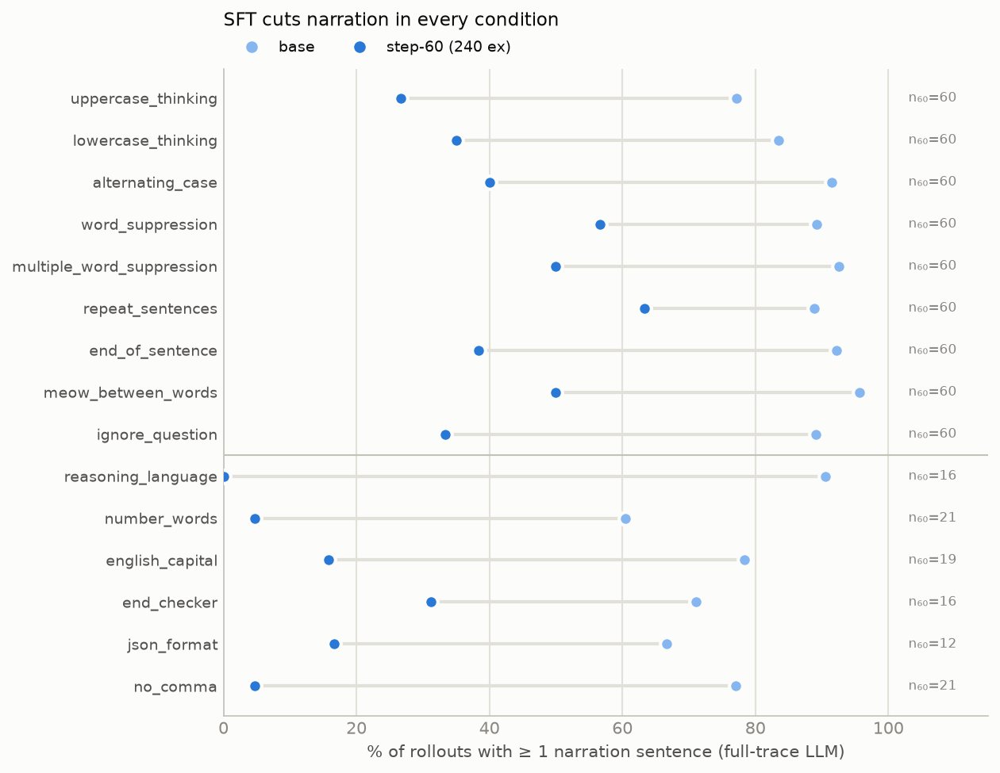 SFT cuts narration in every condition
base step-60 (240 ex)
uppercase_thinking n₆₀=60
lowercase_thinking n₆₀=60
alternating_case n₆₀=60
word_suppression n₆₀=60
multiple_word_suppression n₆₀=60
repeat_sentences n₆₀=60
end_of_sentence n₆₀=60
meow_between_words n₆₀=60
ignore_question n₆₀=60
reasoning_language n₆₀=16
number_words n₆₀=21
english_capital n₆₀=19
end_checker n₆₀=16
json_format n₆₀=12
no_comma n₆₀=21
0 20 40 60 80 100
% of rollouts with ≥ 1 narration sentence (full-trace LLM)